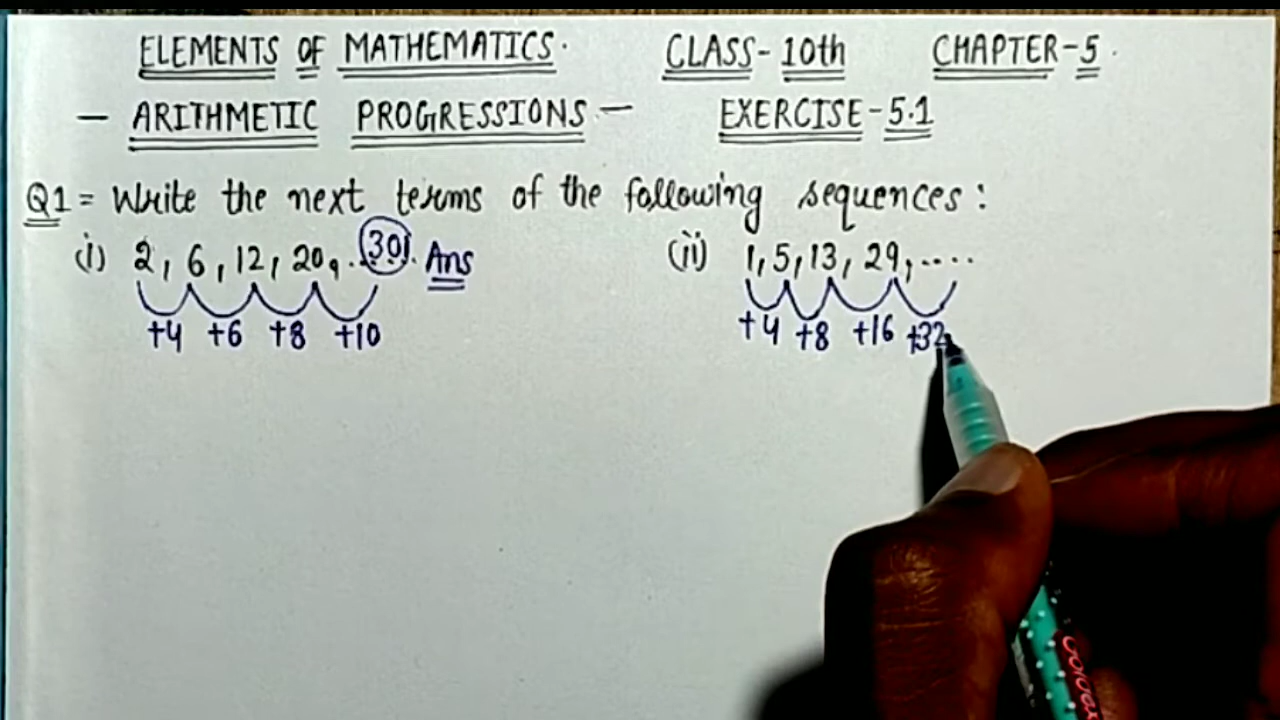 ELEMENTS OF MATHEMATICS. CLASS-10th CHAPTER-5.
— ARITHMETIC PROGRESSIONS — EXERCISE-5.1
Q1 = Write the next terms of the following sequences:
(i) 2, 6, 12, 20, ... 30 . Ans (ii) 1, 5, 13, 29, ....
+4 +6 +8 +10 +4 +8 +16 +32